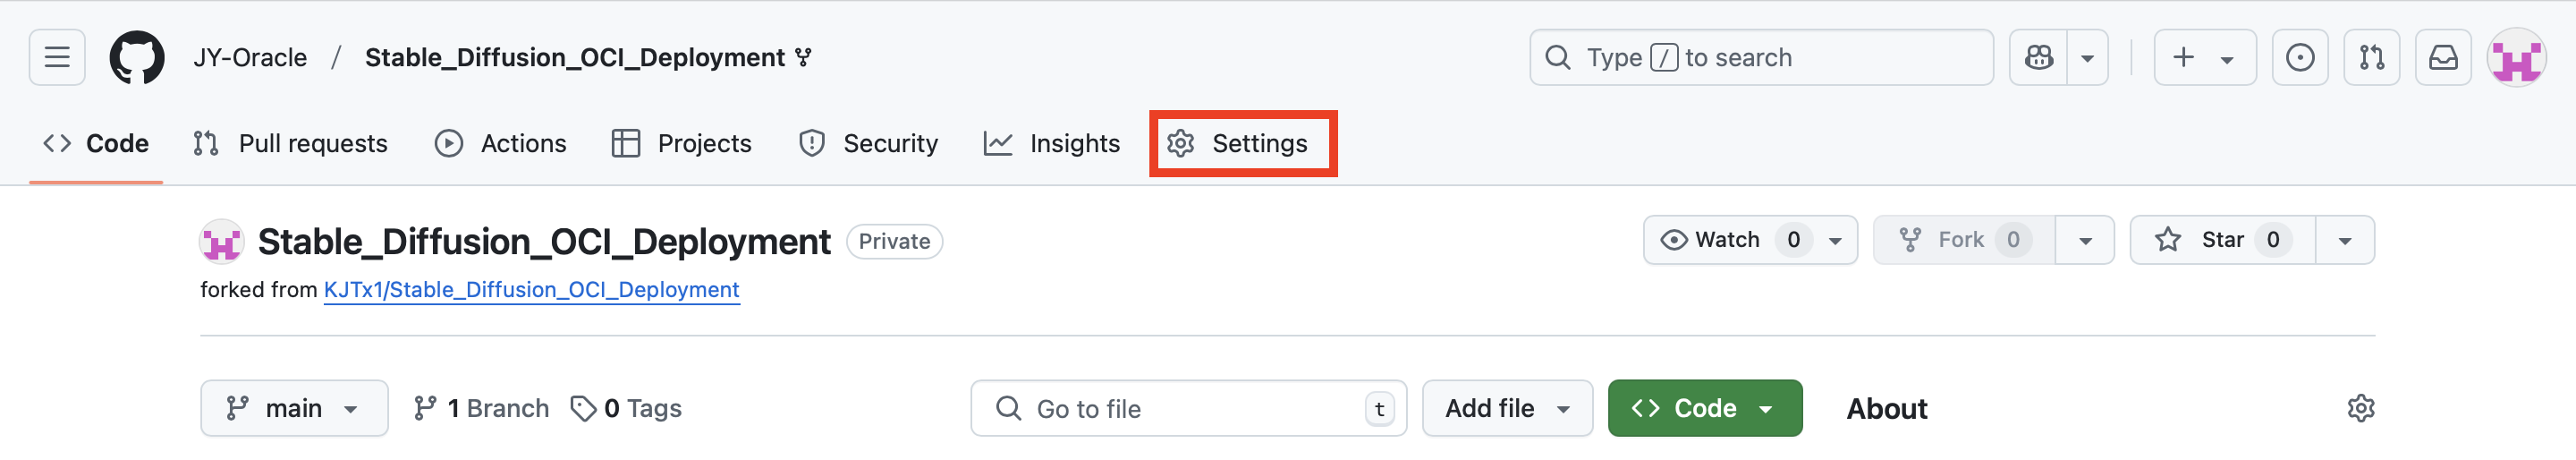 JY-Oracle / Stable_Diffusion_OCI_Deployment
Type / to search
Code Pull requests Actions Projects Security Insights Settings
Stable_Diffusion_OCI_Deployment Private
Watch 0 Fork 0 Star 0
forked from KJTx1/Stable_Diffusion_OCI_Deployment
main 1 Branch 0 Tags Go to file t Add file Code About